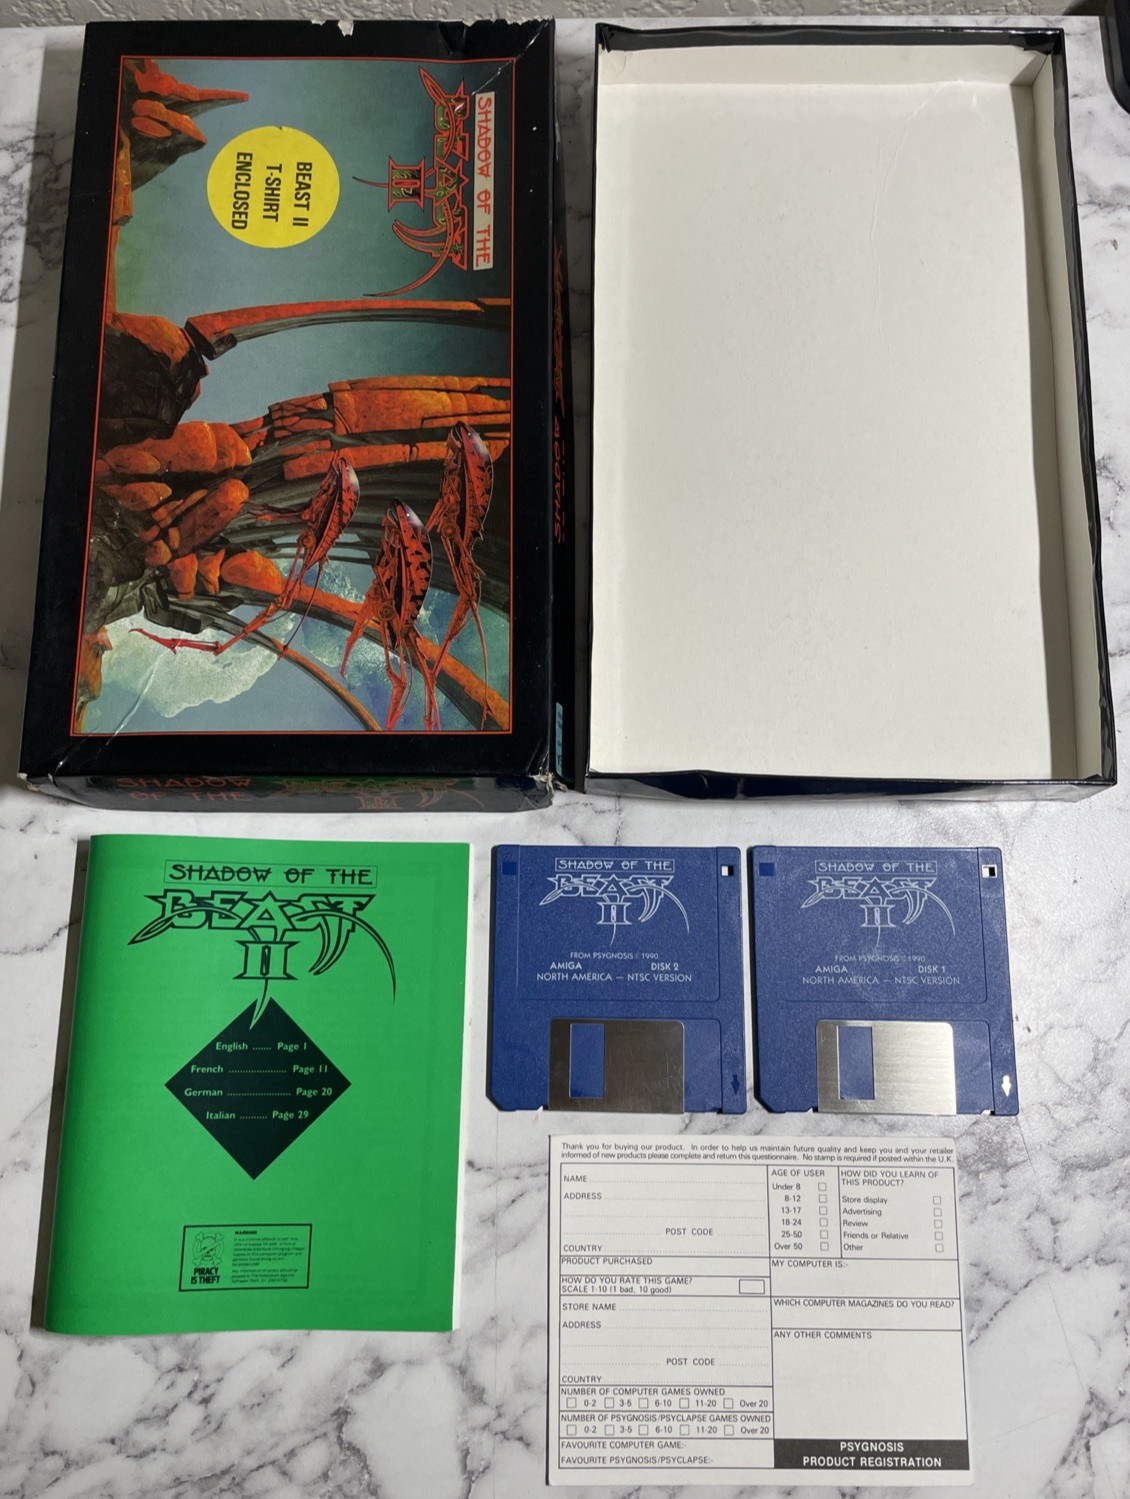 SHADOW OF THE
BEAST
II
BEAST II
T-SHIRT
ENCLOSED
SHADOW
SHADOW
OF THE
BEAST
II
SHADOW OF THE
BEAST
II
English ....... Page 1
French ..................... Page 11
German ....................... Page 20
Italian .......... Page 29
WARNING
PIRACY
IS THEFT
SHADOW OF THE
BEAST
II
FROM PSYGNOSIS © 1990
AMIGA DISK 2
NORTH AMERICA — NTSC VERSION
SHADOW OF THE
BEAST
II
FROM PSYGNOSIS © 1990
AMIGA DISK 1
NORTH AMERICA — NTSC VERSION
Thank you for buying our product. In order to help us maintain future quality and keep you and your retailer
informed of new products please complete and return this questionnaire. No stamp is required if posted within the U.K.
NAME
ADDRESS
POST CODE
COUNTRY
PRODUCT PURCHASED
HOW DO YOU RATE THIS GAME?
SCALE 1-10 (1 bad, 10 good)
STORE NAME
ADDRESS
POST CODE
COUNTRY
NUMBER OF COMPUTER GAMES OWNED
0-2 3-5 6-10 11-20 Over 20
NUMBER OF PSYGNOSIS/PSYCLAPSE GAMES OWNED
0-2 3-5 6-10 11-20 Over 20
FAVOURITE COMPUTER GAME:-
FAVOURITE PSYGNOSIS/PSYCLAPSE:-
AGE OF USER
Under 8
8-12
13-17
18-24
25-50
Over 50
HOW DID YOU LEARN OF
THIS PRODUCT?
Store display
Advertising
Review
Friends or Relative
Other
MY COMPUTER IS:-
WHICH COMPUTER MAGAZINES DO YOU READ?
ANY OTHER COMMENTS
PSYGNOSIS
PRODUCT REGISTRATION